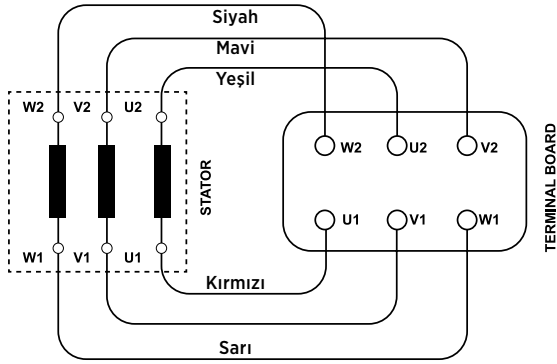 Siyah
Mavi
Yeşil
W2 V2 U2
W2 U2 V2
STATOR
TERMINAL BOARD
U1 V1 W1
W1 V1 U1
Kırmızı
Sarı